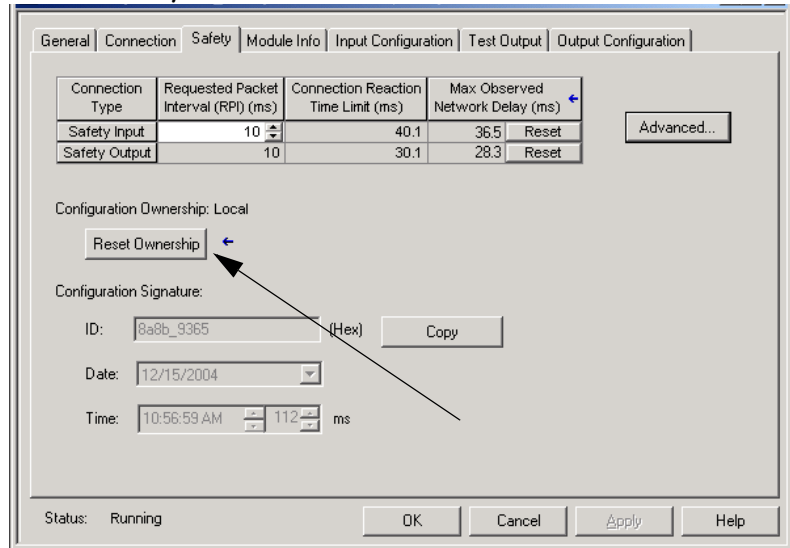 General Connection Safety Module Info Input Configuration Test Output Output Configuration
Connection Type Requested Packet Interval (RPI) (ms) Connection Reaction Time Limit (ms) Max Observed Network Delay (ms)
Safety Input 10 40.1 36.5 Reset
Safety Output 10 30.1 28.3 Reset
Advanced...
Configuration Ownership: Local
Reset Ownership
Configuration Signature:
ID: 8a8b_9365 (Hex) Copy
Date: 12/15/2004
Time: 10:56:59 AM 112 ms
Status: Running OK Cancel Apply Help